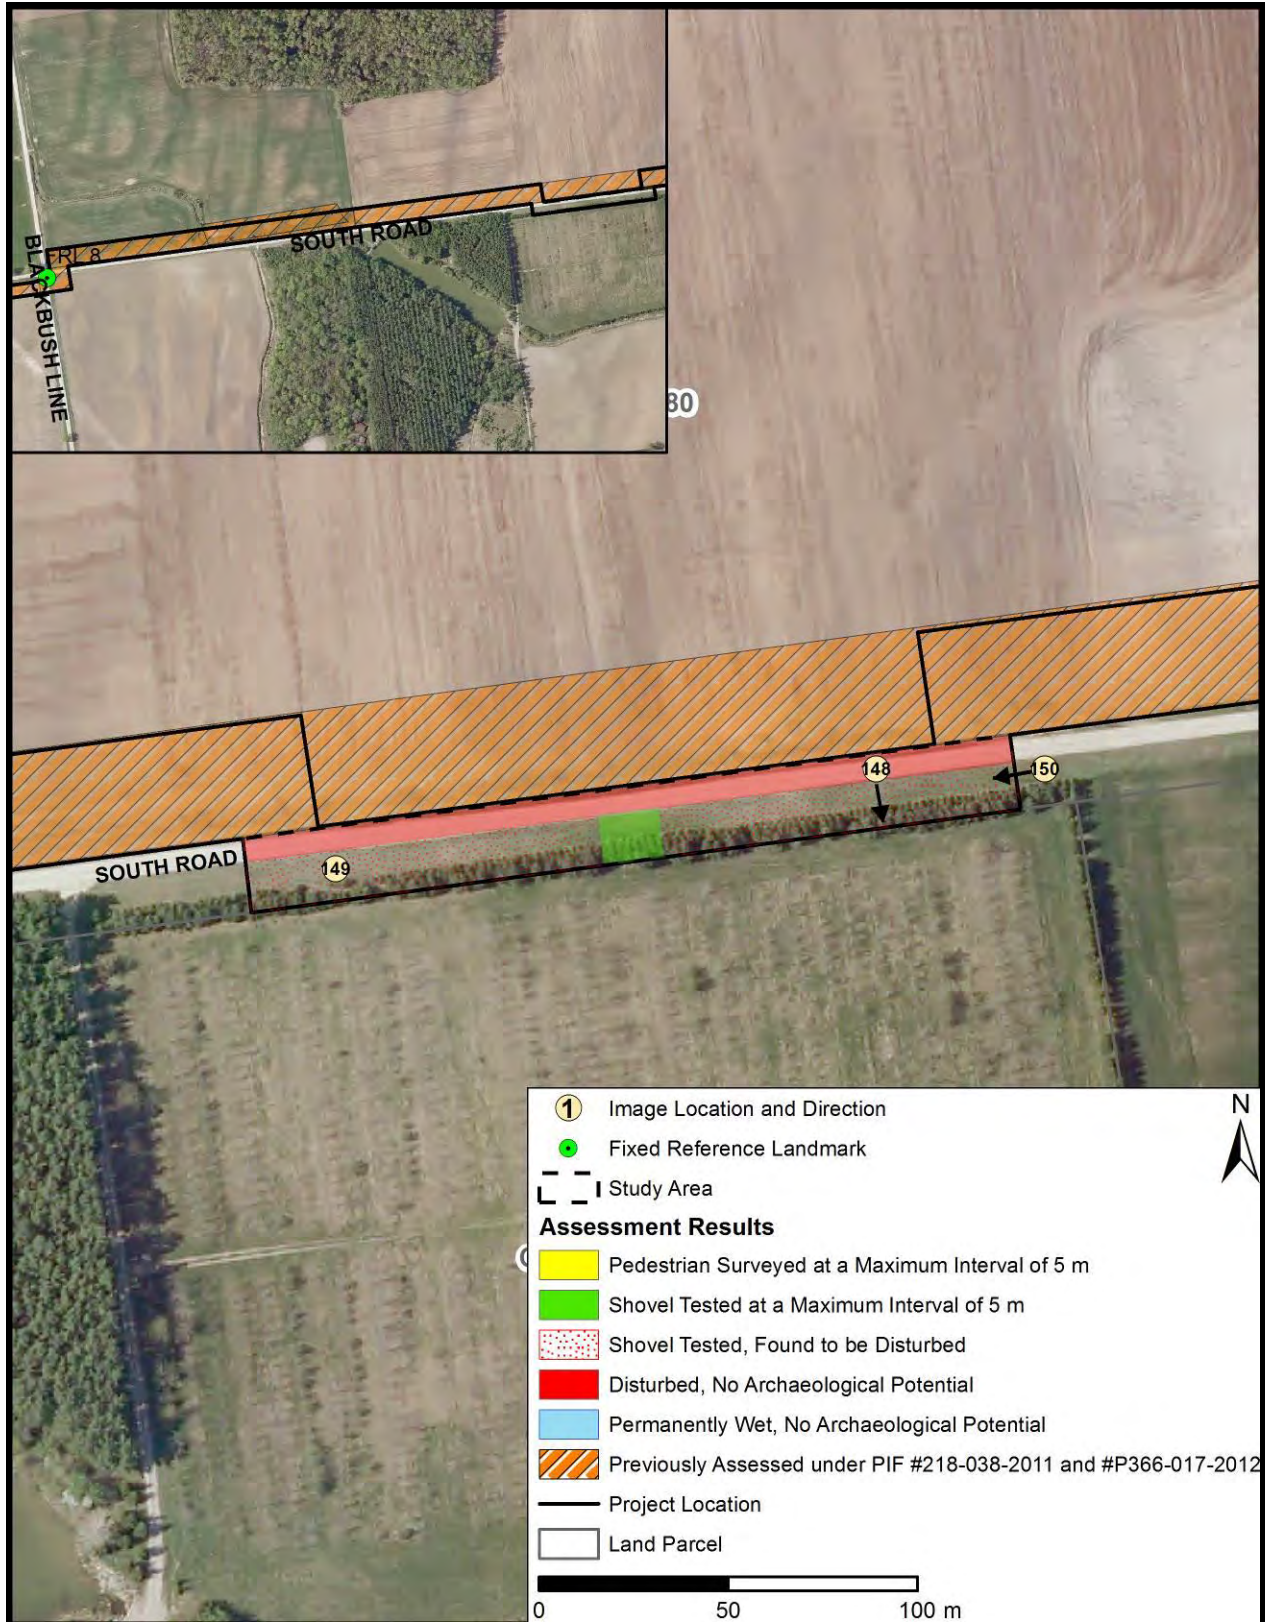 SOUTH ROAD
FRL 8
BLACKBUSH LINE
80
148
150
149
SOUTH ROAD
1 Image Location and Direction
N
Fixed Reference Landmark
Study Area
Assessment Results
Pedestrian Surveyed at a Maximum Interval of 5 m
Shovel Tested at a Maximum Interval of 5 m
Shovel Tested, Found to be Disturbed
Disturbed, No Archaeological Potential
Permanently Wet, No Archaeological Potential
Previously Assessed under PIF #218-038-2011 and #P366-017-2012
Project Location
Land Parcel
0 50 100 m